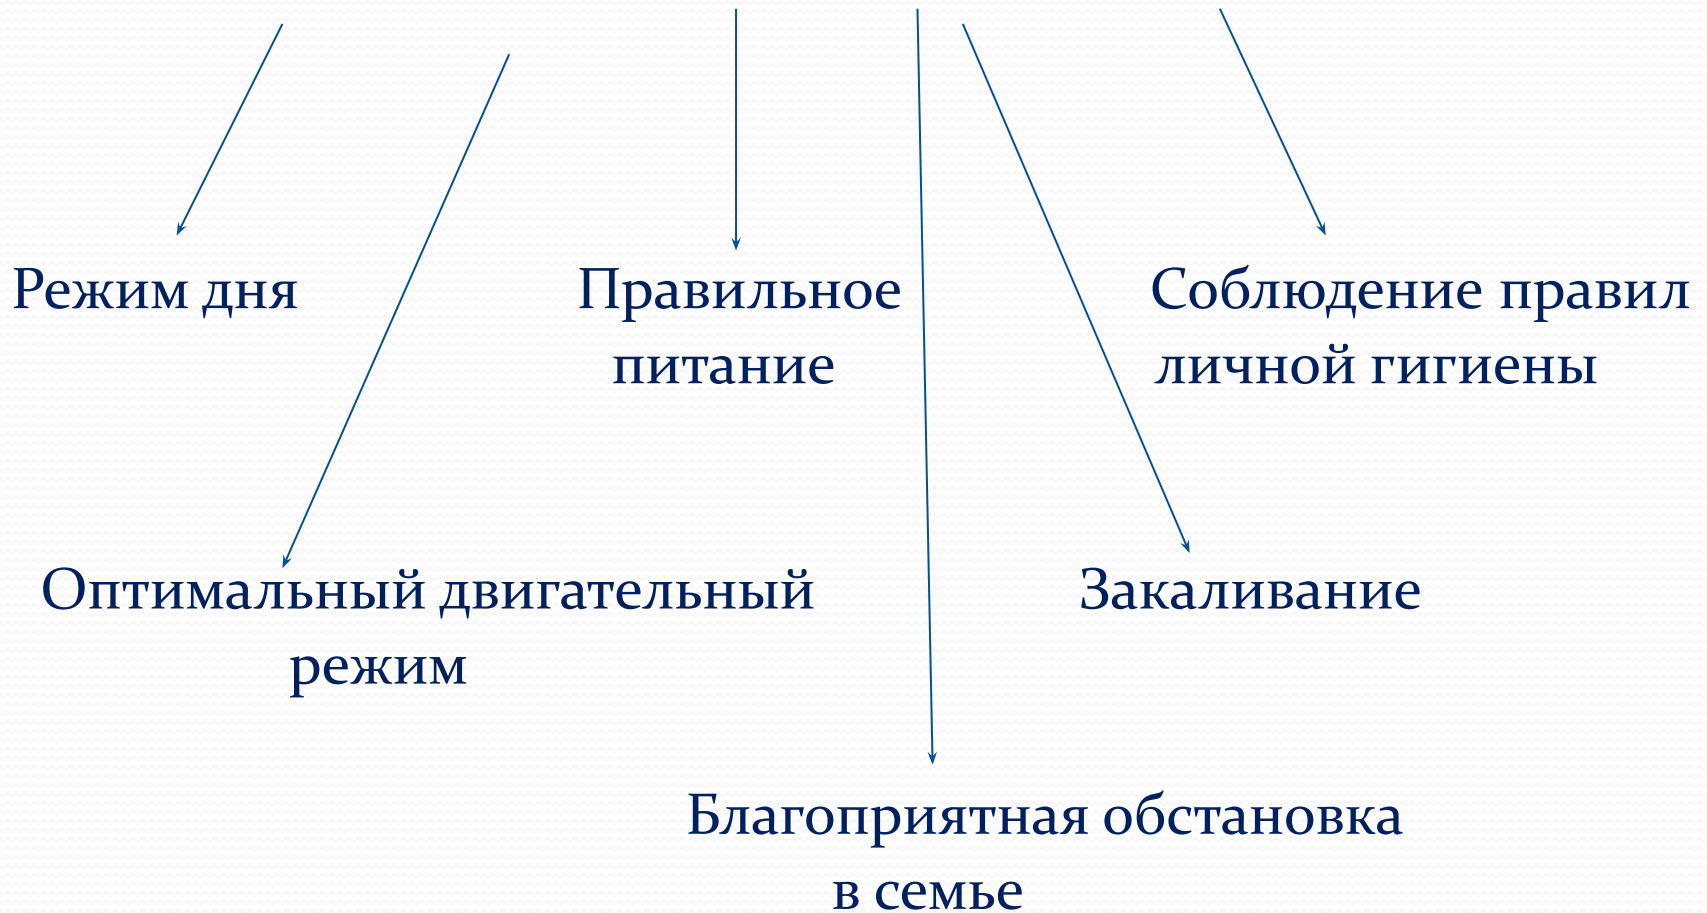 Режим дня
Правильное
питание
Соблюдение правил
личной гигиены
Оптимальный двигательный
режим
Закаливание
Благоприятная обстановка
в семье